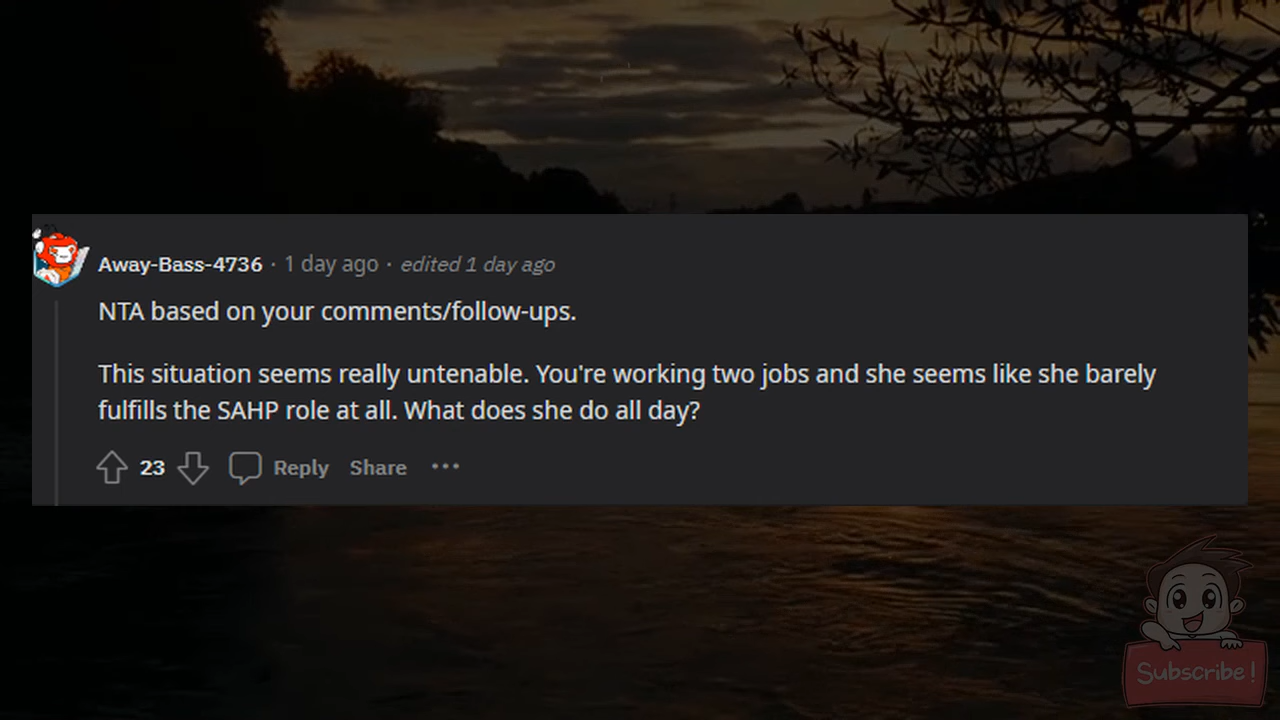 Away-Bass-4736 · 1 day ago · edited 1 day ago
NTA based on your comments/follow-ups.
This situation seems really untenable. You're working two jobs and she seems like she barely
fulfills the SAHP role at all. What does she do all day?
23 Reply Share ···
Subscribe!